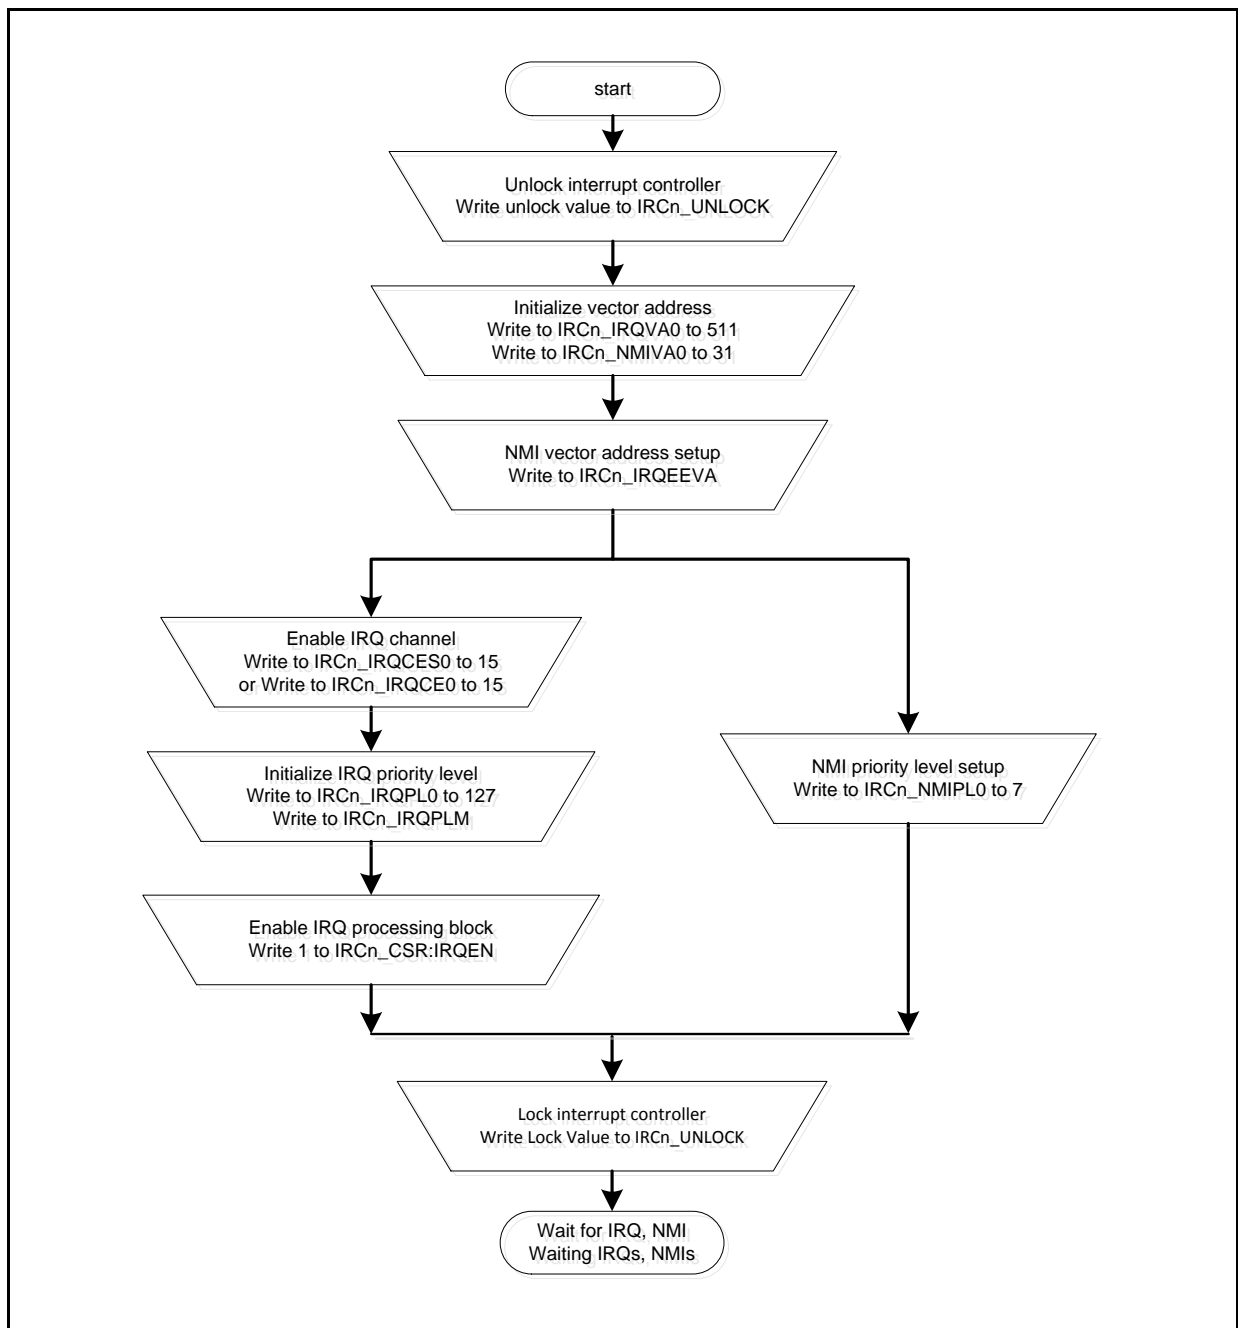 start
Unlock interrupt controller
Write unlock value to IRCn_UNLOCK
Initialize vector address
Write to IRCn_IRQVA0 to 511
Write to IRCn_NMIVA0 to 31
NMI vector address setup
Write to IRCn_IRQEEVA
Enable IRQ channel
Write to IRCn_IRQCES0 to 15
or Write to IRCn_IRQCE0 to 15
Initialize IRQ priority level
Write to IRCn_IRQPL0 to 127
Write to IRCn_IRQPLM
NMI priority level setup
Write to IRCn_NMIPL0 to 7
Enable IRQ processing block
Write 1 to IRCn_CSR:IRQEN
Lock interrupt controller
Write Lock Value to IRCn_UNLOCK
Wait for IRQ, NMI
Waiting IRQs, NMIs